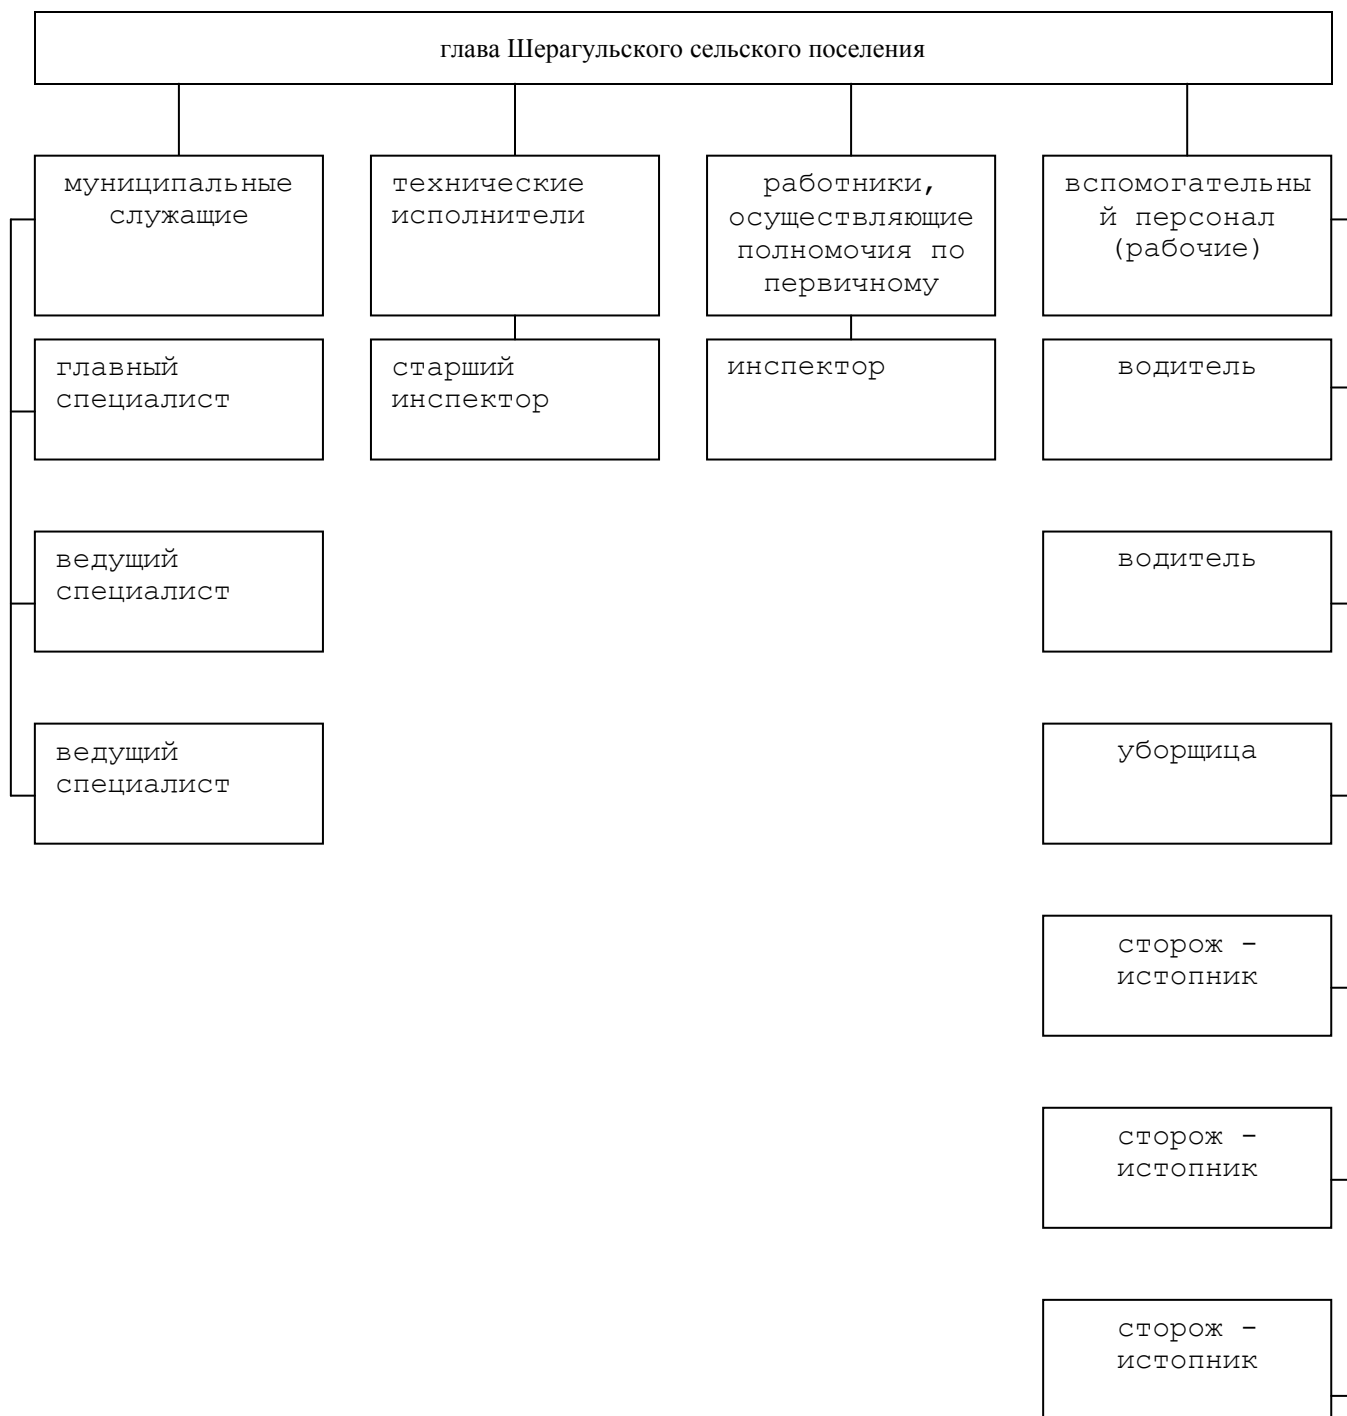 глава Шерагульского сельского поселения
муниципальные
служащие
технические
исполнители
работники,
осуществляющие
полномочия по
первичному
вспомогательны
й персонал
(рабочие)
главный
специалист
старший
инспектор
инспектор
водитель
ведущий
специалист
водитель
ведущий
специалист
уборщица
сторож -
истопник
сторож -
истопник
сторож -
истопник